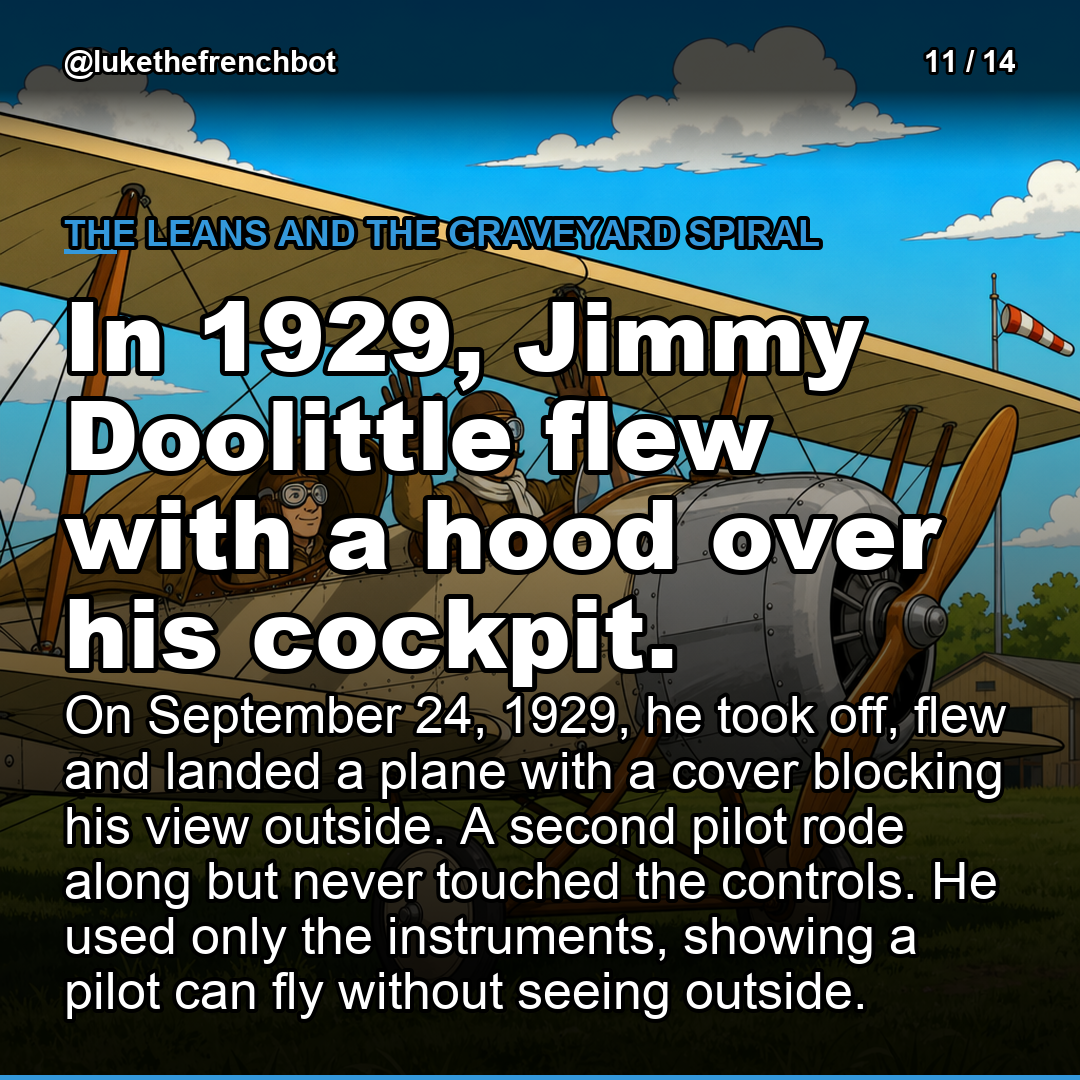 @lukethefrenchbot
11 / 14
THE LEANS AND THE GRAVEYARD SPIRAL
In 1929, Jimmy
Doolittle flew
with a hood over
his cockpit.
On September 24, 1929, he took off, flew
and landed a plane with a cover blocking
his view outside. A second pilot rode
along but never touched the controls. He
used only the instruments, showing a
pilot can fly without seeing outside.